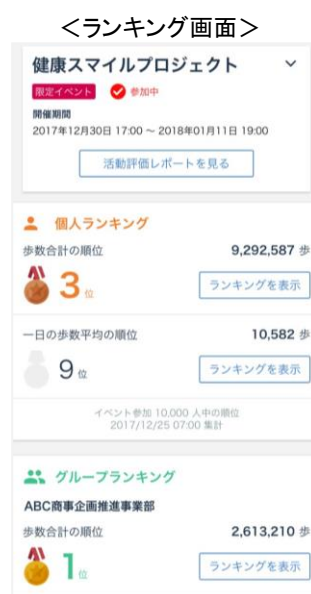 ＜ランキング画面＞
健康スマイルプロジェクト
限定イベント 参加中
開催期間
2017年12月30日 17:00 ～ 2018年01月11日 19:00
活動評価レポートを見る
個人ランキング
歩数合計の順位 9,292,587 歩
3位 ランキングを表示
一日の歩数平均の順位 10,582 歩
9位 ランキングを表示
イベント参加 10,000 人中の順位
2017/12/25 07:00 集計
グループランキング
ABC商事企画推進事業部
歩数合計の順位 2,613,210 歩
1位 ランキングを表示